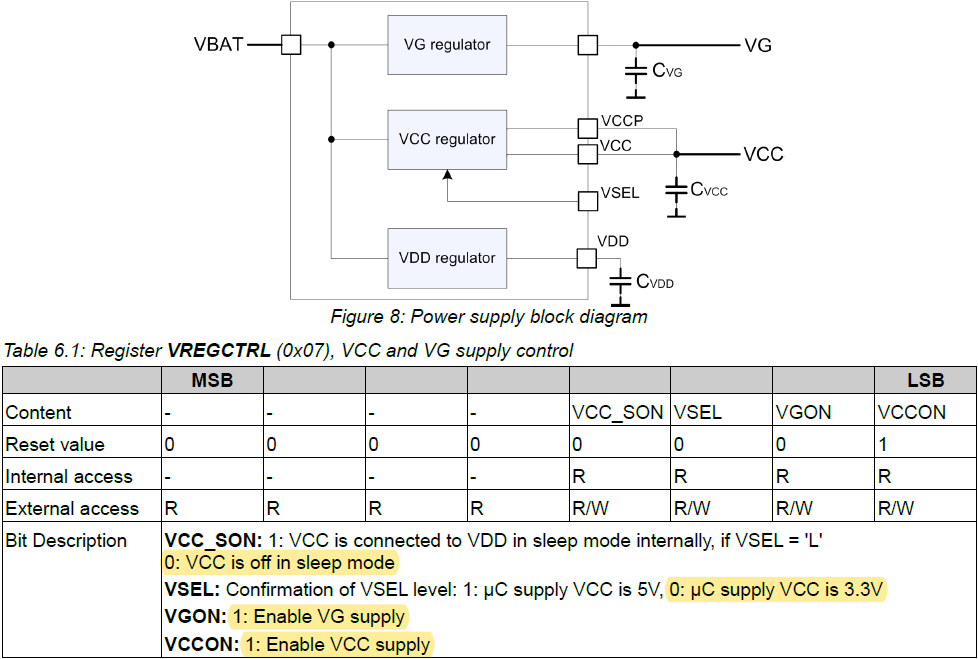 VBAT
VG regulator
VG
CVG
VCC regulator
VCCP
VCC
VCC
VSEL
CVCC
VDD
VDD regulator
CVDD
Figure 8: Power supply block diagram
Table 6.1: Register VREGCTRL (0x07), VCC and VG supply control
MSB LSB
Content - - - - VCC_SON VSEL VGON VCCON
Reset value 0 0 0 0 0 0 0 1
Internal access - - - - R R R R
External access R R R R R/W R/W R/W R/W
Bit Description VCC_SON: 1: VCC is connected to VDD in sleep mode internally, if VSEL = 'L'
0: VCC is off in sleep mode
VSEL: Confirmation of VSEL level: 1: µC supply VCC is 5V, 0: µC supply VCC is 3.3V
VGON: 1: Enable VG supply
VCCON: 1: Enable VCC supply